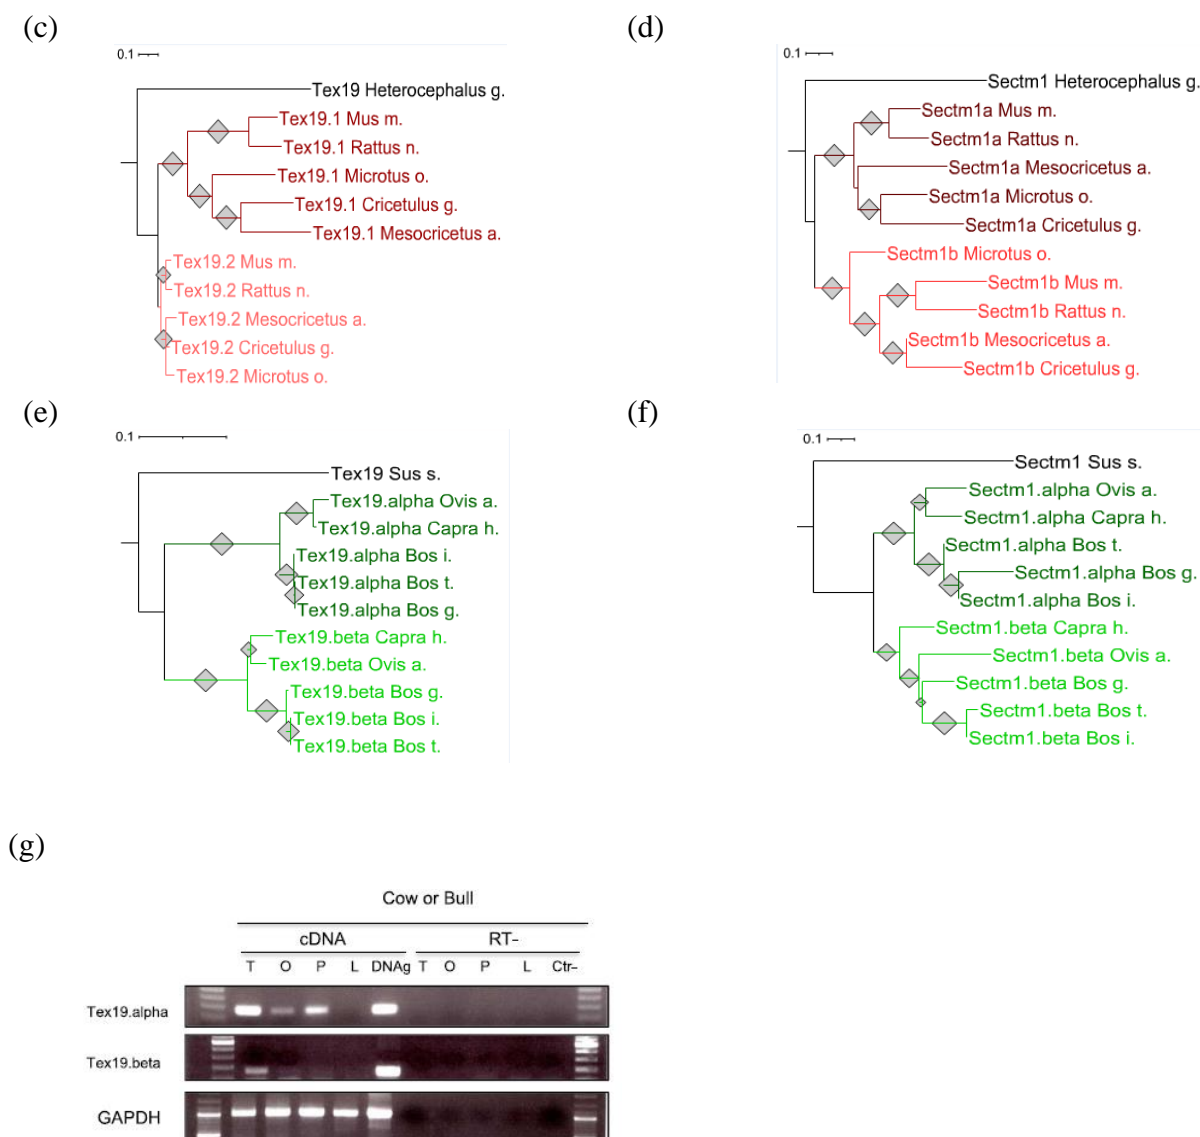 (c)
0.1
Tex19 Heterocephalus g.
Tex19.1 Mus m.
Tex19.1 Rattus n.
Tex19.1 Microtus o.
Tex19.1 Cricetulus g.
Tex19.1 Mesocricetus a.
Tex19.2 Mus m.
Tex19.2 Rattus n.
Tex19.2 Mesocricetus a.
Tex19.2 Cricetulus g.
Tex19.2 Microtus o.
(d)
0.1
Sectm1 Heterocephalus g.
Sectm1a Mus m.
Sectm1a Rattus n.
Sectm1a Mesocricetus a.
Sectm1a Microtus o.
Sectm1a Cricetulus g.
Sectm1b Microtus o.
Sectm1b Mus m.
Sectm1b Rattus n.
Sectm1b Mesocricetus a.
Sectm1b Cricetulus g.
(e)
0.1
Tex19 Sus s.
Tex19.alpha Ovis a.
Tex19.alpha Capra h.
Tex19.alpha Bos i.
Tex19.alpha Bos t.
Tex19.alpha Bos g.
Tex19.beta Capra h.
Tex19.beta Ovis a.
Tex19.beta Bos g.
Tex19.beta Bos i.
Tex19.beta Bos t.
(f)
0.1
Sectm1 Sus s.
Sectm1.alpha Ovis a.
Sectm1.alpha Capra h.
Sectm1.alpha Bos t.
Sectm1.alpha Bos g.
Sectm1.alpha Bos i.
Sectm1.beta Capra h.
Sectm1.beta Ovis a.
Sectm1.beta Bos g.
Sectm1.beta Bos t.
Sectm1.beta Bos i.
(g)
Cow or Bull
cDNA RT-
T O P L DNAg T O P L Ctr-
Tex19.alpha
Tex19.beta
GAPDH